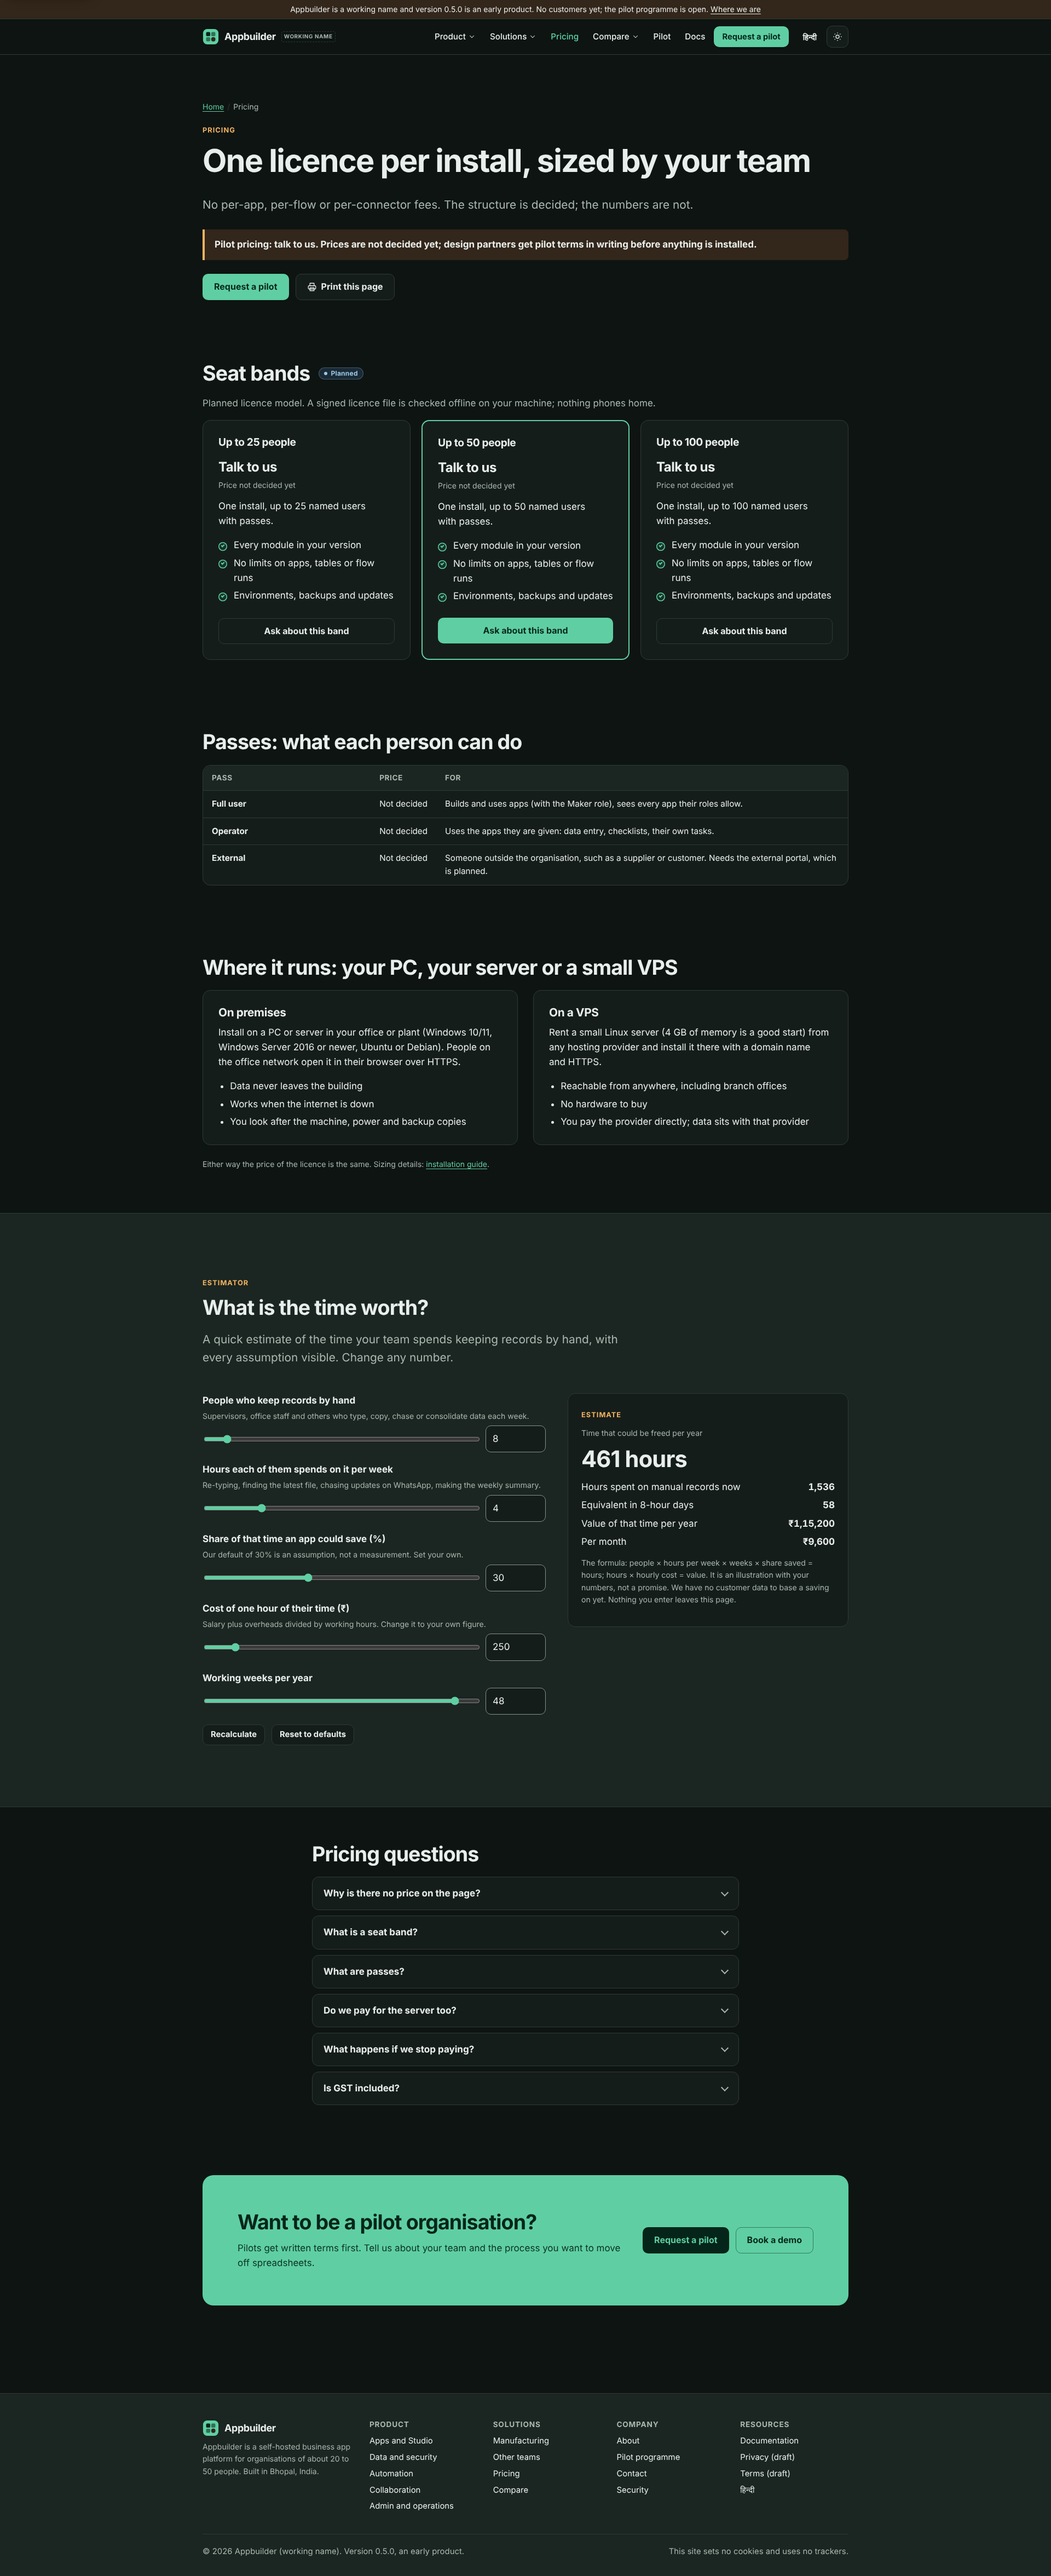 Appbuilder is a working name and version 0.5.0 is an early product. No customers yet; the pilot programme is open. Where we are
Appbuilder WORKING NAME Product Solutions Pricing Compare Pilot Docs Request a pilot हिन्दी
Home / Pricing
PRICING
One licence per install, sized by your team
No per-app, per-flow or per-connector fees. The structure is decided; the numbers are not.
Pilot pricing: talk to us. Prices are not decided yet; design partners get pilot terms in writing before anything is installed.
Request a pilot Print this page
Seat bands Planned
Planned licence model. A signed licence file is checked offline on your machine; nothing phones home.
Up to 25 people
Talk to us
Price not decided yet
One install, up to 25 named users
with passes.
Every module in your version
No limits on apps, tables or flow
runs
Environments, backups and updates
Ask about this band
Up to 50 people
Talk to us
Price not decided yet
One install, up to 50 named users
with passes.
Every module in your version
No limits on apps, tables or flow
runs
Environments, backups and updates
Ask about this band
Up to 100 people
Talk to us
Price not decided yet
One install, up to 100 named users
with passes.
Every module in your version
No limits on apps, tables or flow
runs
Environments, backups and updates
Ask about this band
Passes: what each person can do
PASS PRICE FOR
Full user Not decided Builds and uses apps (with the Maker role), sees every app their roles allow.
Operator Not decided Uses the apps they are given: data entry, checklists, their own tasks.
External Not decided Someone outside the organisation, such as a supplier or customer. Needs the external portal, which
is planned.
Where it runs: your PC, your server or a small VPS
On premises
Install on a PC or server in your office or plant (Windows 10/11,
Windows Server 2016 or newer, Ubuntu or Debian). People on
the office network open it in their browser over HTTPS.
• Data never leaves the building
• Works when the internet is down
• You look after the machine, power and backup copies
On a VPS
Rent a small Linux server (4 GB of memory is a good start) from
any hosting provider and install it there with a domain name
and HTTPS.
• Reachable from anywhere, including branch offices
• No hardware to buy
• You pay the provider directly; data sits with that provider
Either way the price of the licence is the same. Sizing details: installation guide.
ESTIMATOR
What is the time worth?
A quick estimate of the time your team spends keeping records by hand, with
every assumption visible. Change any number.
People who keep records by hand
Supervisors, office staff and others who type, copy, chase or consolidate data each week.
8
Hours each of them spends on it per week
Re-typing, finding the latest file, chasing updates on WhatsApp, making the weekly summary.
4
Share of that time an app could save (%)
Our default of 30% is an assumption, not a measurement. Set your own.
30
Cost of one hour of their time (₹)
Salary plus overheads divided by working hours. Change it to your own figure.
250
Working weeks per year
48
Recalculate Reset to defaults
ESTIMATE
Time that could be freed per year
461 hours
Hours spent on manual records now 1,536
Equivalent in 8-hour days 58
Value of that time per year ₹1,15,200
Per month ₹9,600
The formula: people × hours per week × weeks × share saved =
hours; hours × hourly cost = value. It is an illustration with your
numbers, not a promise. We have no customer data to base a saving
on yet. Nothing you enter leaves this page.
Pricing questions
Why is there no price on the page?
What is a seat band?
What are passes?
Do we pay for the server too?
What happens if we stop paying?
Is GST included?
Want to be a pilot organisation?
Pilots get written terms first. Tell us about your team and the process you want to move
off spreadsheets.
Request a pilot Book a demo
Appbuilder
Appbuilder is a self-hosted business app
platform for organisations of about 20 to
50 people. Built in Bhopal, India.
PRODUCT
Apps and Studio
Data and security
Automation
Collaboration
Admin and operations
SOLUTIONS
Manufacturing
Other teams
Pricing
Compare
COMPANY
About
Pilot programme
Contact
Security
RESOURCES
Documentation
Privacy (draft)
Terms (draft)
हिन्दी
© 2026 Appbuilder (working name). Version 0.5.0, an early product. This site sets no cookies and uses no trackers.